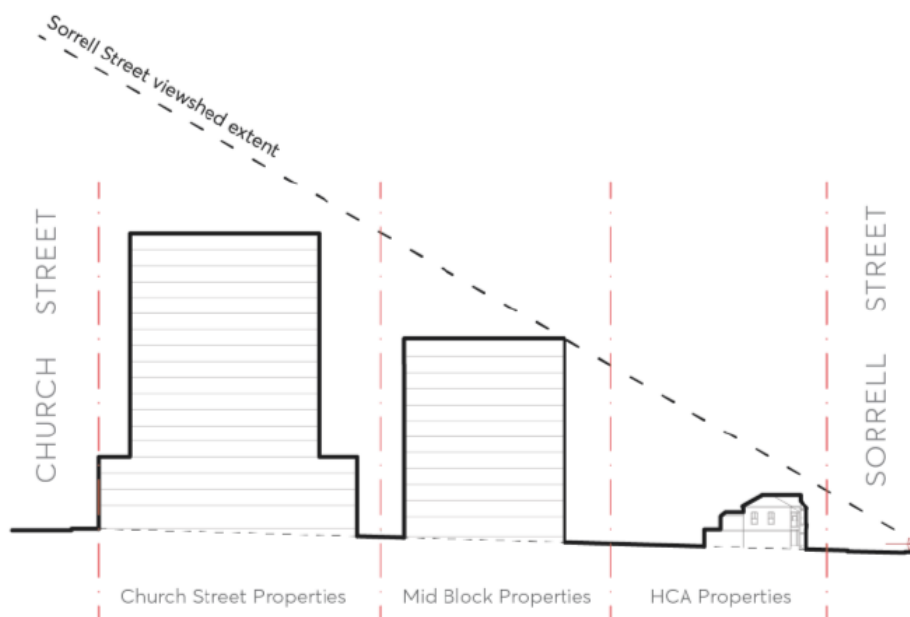 Sorrell Street viewshed extent
CHURCH STREET
SORRELL STREET
Church Street Properties
Mid Block Properties
HCA Properties